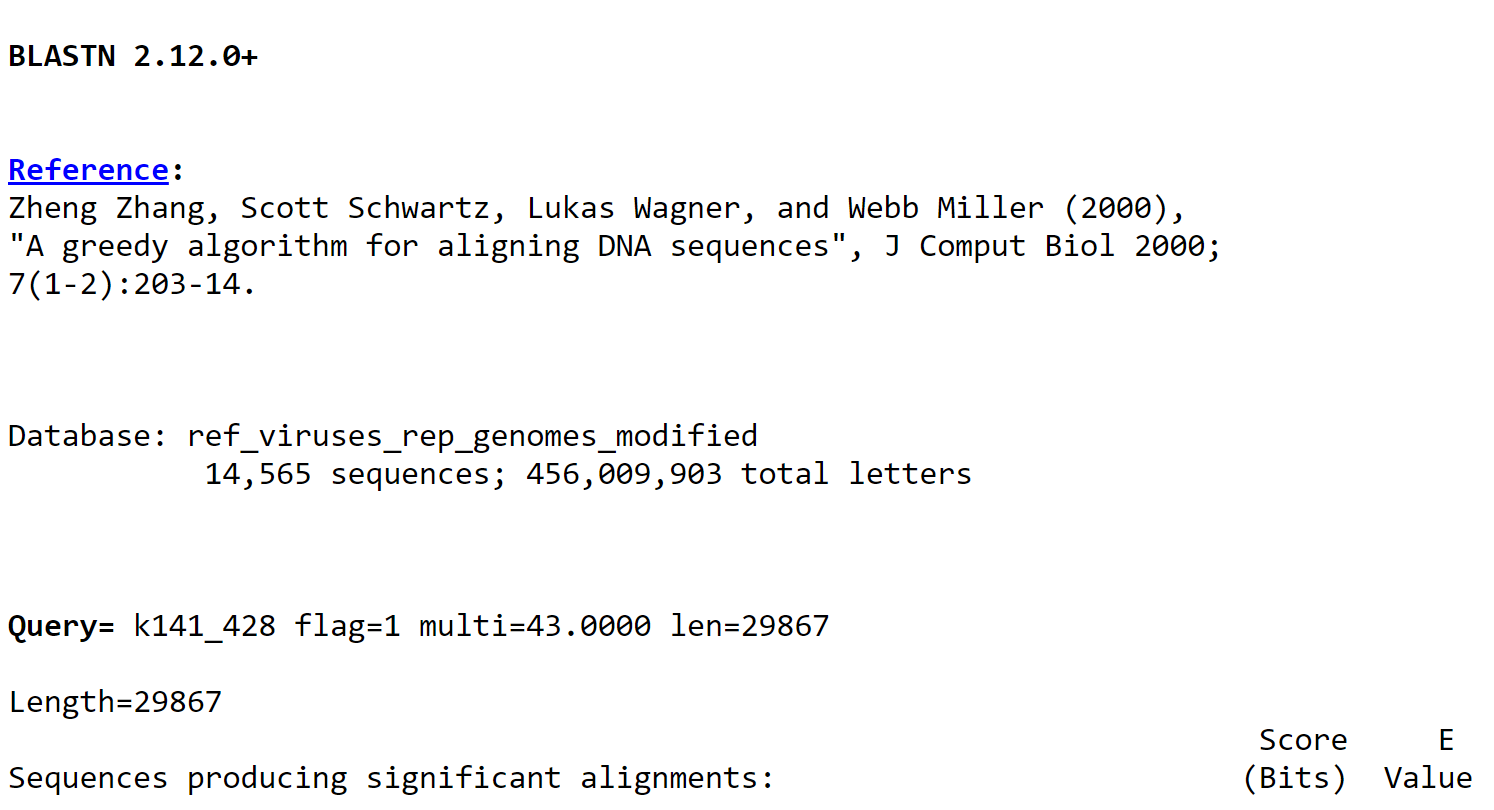 BLASTN 2.12.0+
Reference:
Zheng Zhang, Scott Schwartz, Lukas Wagner, and Webb Miller (2000),
"A greedy algorithm for aligning DNA sequences", J Comput Biol 2000;
7(1-2):203-14.
Database: ref_viruses_rep_genomes_modified
14,565 sequences; 456,009,903 total letters
Query= k141_428 flag=1 multi=43.0000 len=29867
Length=29867
Score E
Sequences producing significant alignments: (Bits) Value